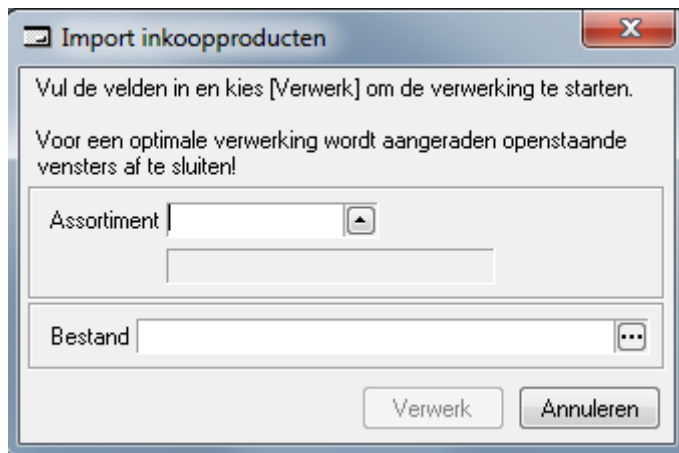 Import inkoopproducten
Vul de velden in en kies [Verwerk] om de verwerking te starten.
Voor een optimale verwerking wordt aangeraden openstaande
vensters af te sluiten!
Assortiment
Bestand
Verwerk Annuleren